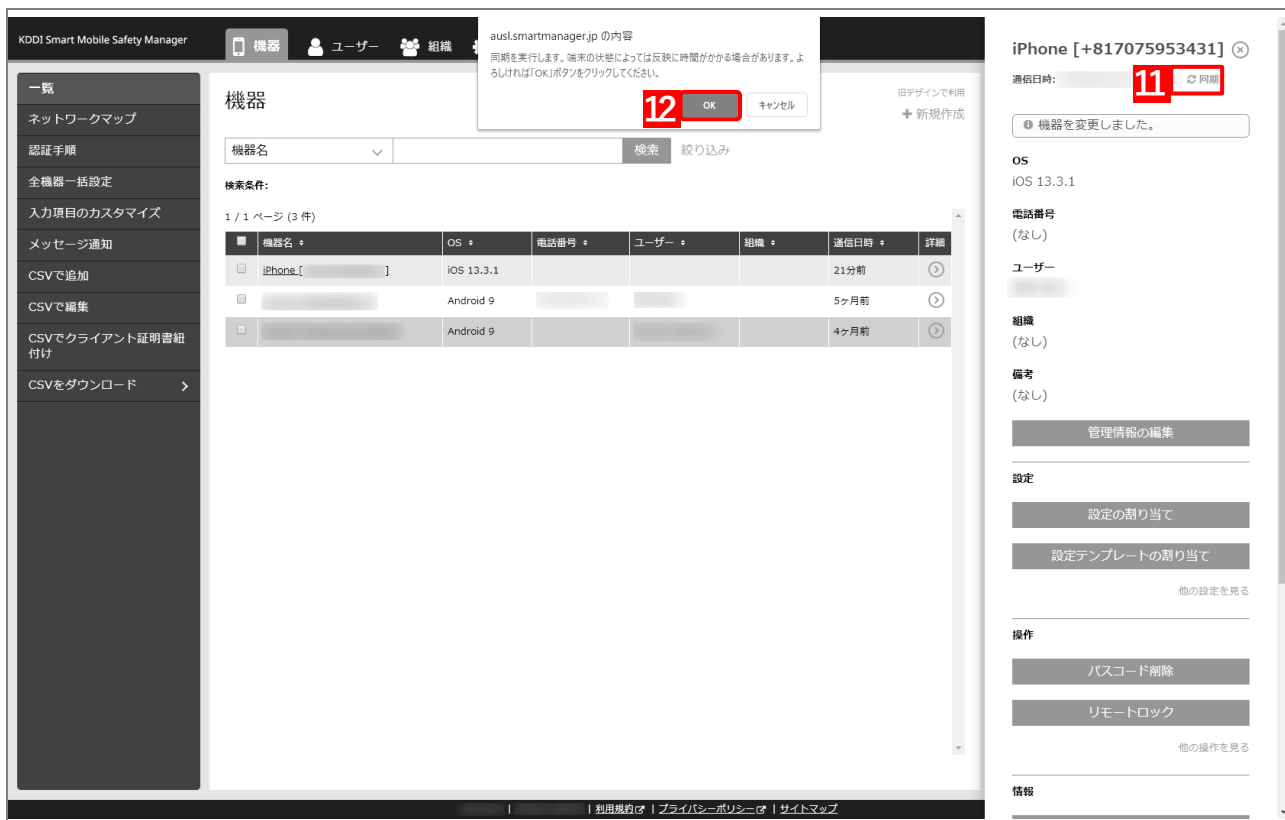 KDDI Smart Mobile Safety Manager
機器
ユーザー
組織
ausl.smartmanager.jp の内容
同期を実行します。端末の状態によっては反映に時間がかかる場合があります。よ
ろしければ「OK」ボタンをクリックしてください。
12
OK
キャンセル
一覧
ネットワークマップ
認証手順
全機器一括設定
入力項目のカスタマイズ
メッセージ通知
CSVで追加
CSVで編集
CSVでクライアント証明書紐
付け
CSVをダウンロード
機器
旧デザインで利用
新規作成
機器名
検索
絞り込み
検索条件:
1 / 1 ページ (3 件)
機器名 OS 電話番号 ユーザー 組織 通信日時 詳細
iPhone [ ] iOS 13.3.1 21分前
Android 9 5ヶ月前
Android 9 4ヶ月前
iPhone [+817075953431]
通信日時:
11
同期
機器を変更しました。
OS
iOS 13.3.1
電話番号
(なし)
ユーザー
組織
(なし)
備考
(なし)
管理情報の編集
設定
設定の割り当て
設定テンプレートの割り当て
他の設定を見る
操作
パスコード削除
リモートロック
他の操作を見る
情報
| | 利用規約 | プライバシーポリシー | サイトマップ